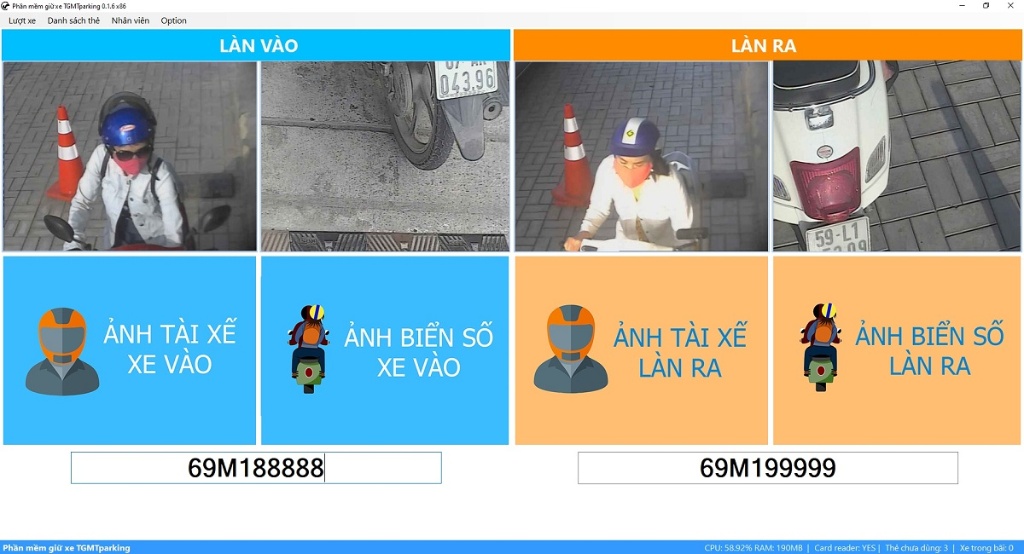 Phần mềm giữ xe TGMTparking 0.1.6 x86
Lượt xe Danh sách thẻ Nhân viên Option
LÀN VÀO
LÀN RA
043.96
59-L1
ẢNH TÀI XẾ
XE VÀO
ẢNH BIỂN SỐ
XE VÀO
ẢNH TÀI XẾ
LÀN RA
ẢNH BIỂN SỐ
LÀN RA
69M188888
69M199999
Phần mềm giữ xe TGMTparking
CPU: 58.92% RAM: 190MB | Card reader: YES | Thẻ chưa dùng: 3 | Xe trong bãi: 0